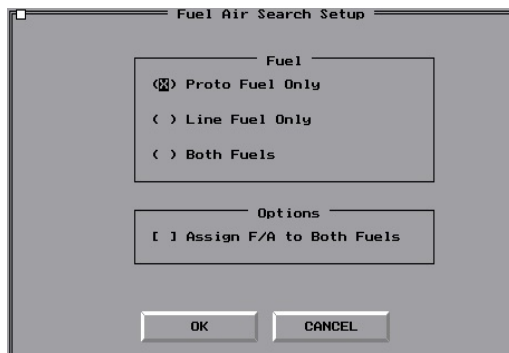 Fuel Air Search Setup
Fuel
(X) Proto Fuel Only
( ) Line Fuel Only
( ) Both Fuels
Options
[ ] Assign F/A to Both Fuels
OK CANCEL